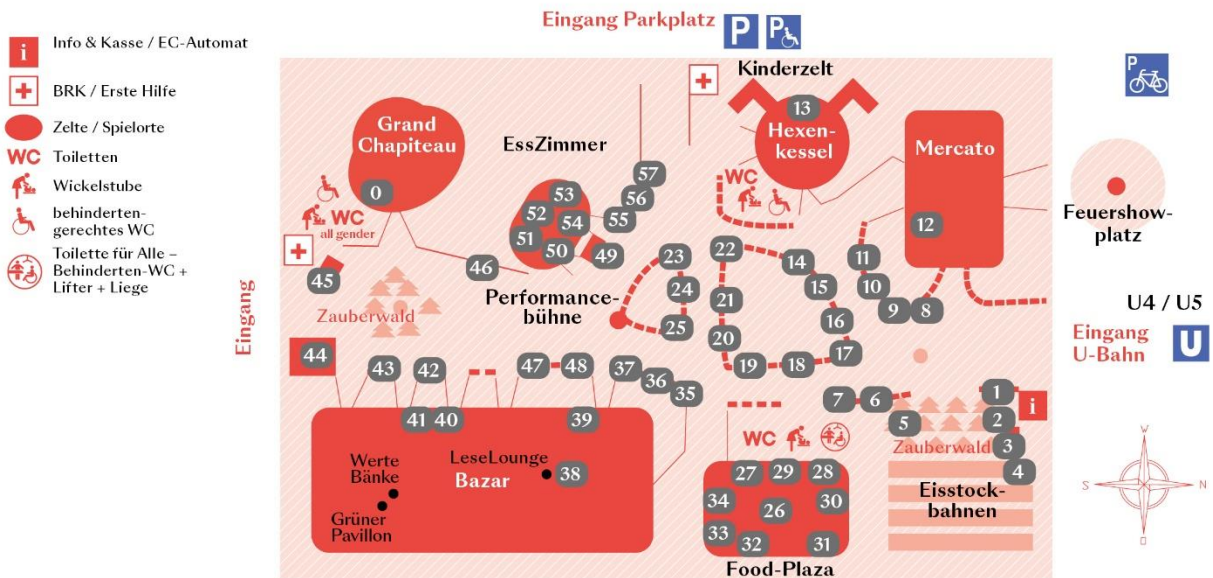 i
Info & Kasse / EC-Automat
BRK / Erste Hilfe
Zelte / Spielorte
WC
Toiletten
Wickelstube
behinderten-
gerechtes WC
Toilette für Alle –
Behinderten-WC +
Lifter + Liege
Eingang Parkplatz
P
P
P
Kinderzelt
13
Hexen-
kessel
Grand
Chapiteau
0
EssZimmer
Mercato
12
57
56
55
53
52
54
51
50
49
WC
WC
all gender
Feuershow-
platz
45
46
Zauberwald
Eingang
Performance-
bühne
23
24
25
22
14
15
21
16
20
17
19
18
11
10
9
8
U4 / U5
Eingang
U-Bahn
U
44
43
42
47
48
37
36
35
41
40
39
7
6
5
1
2
3
4
i
Zauberwald
WC
LeseLounge
38
Bazar
Werte
Bänke
Grüner
Pavillon
27
29
28
34
26
30
33
32
31
Food-Plaza
Eisstock-
bahnen
W
S
N
O